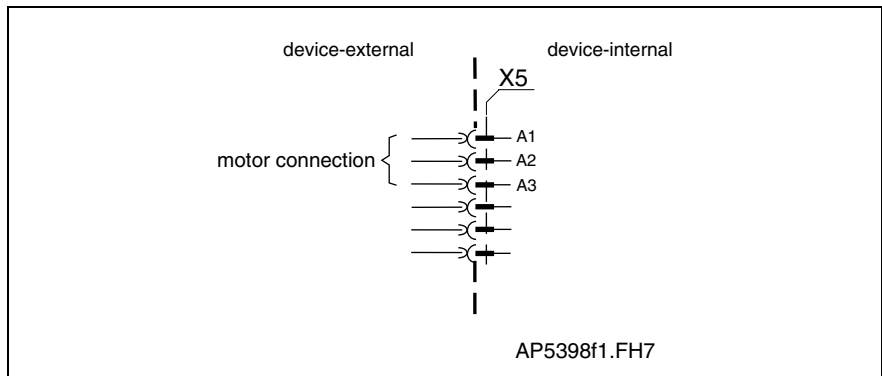 device-external
device-internal
X5
A1
motor connection
A2
A3
AP5398f1.FH7